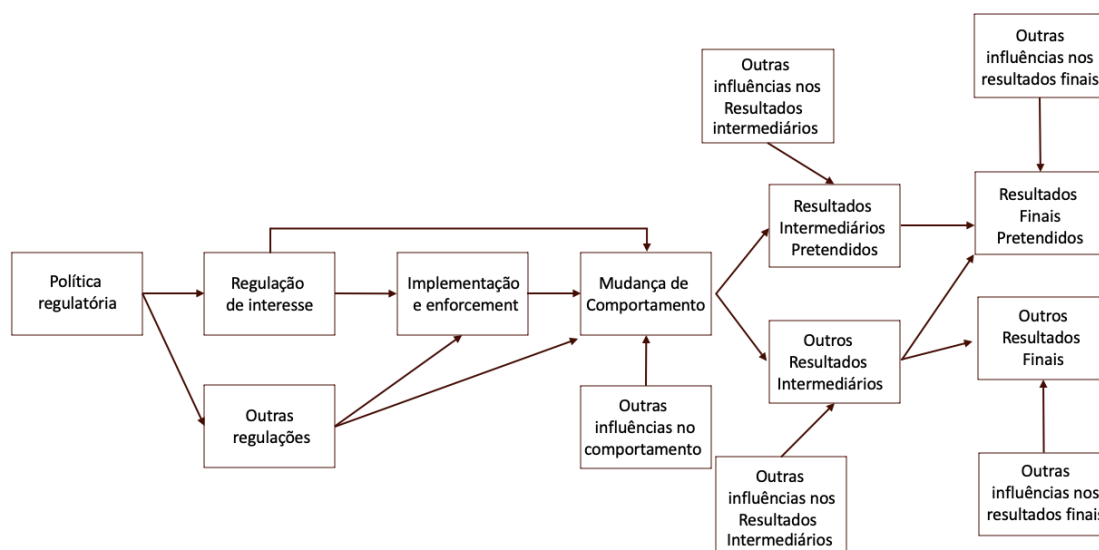 Outras
influências nos
Resultados
intermediários
Outras
influências nos
resultados finais
Resultados
Intermediários
Pretendidos
Resultados
Finais
Pretendidos
Política
regulatória
Regulação
de interesse
Implementação
e enforcement
Mudança de
Comportamento
Outros
Resultados
Intermediários
Outros
Resultados
Finais
Outras
regulações
Outras
influências no
comportamento
Outras
influências nos
Resultados
Intermediários
Outras
influências nos
resultados finais